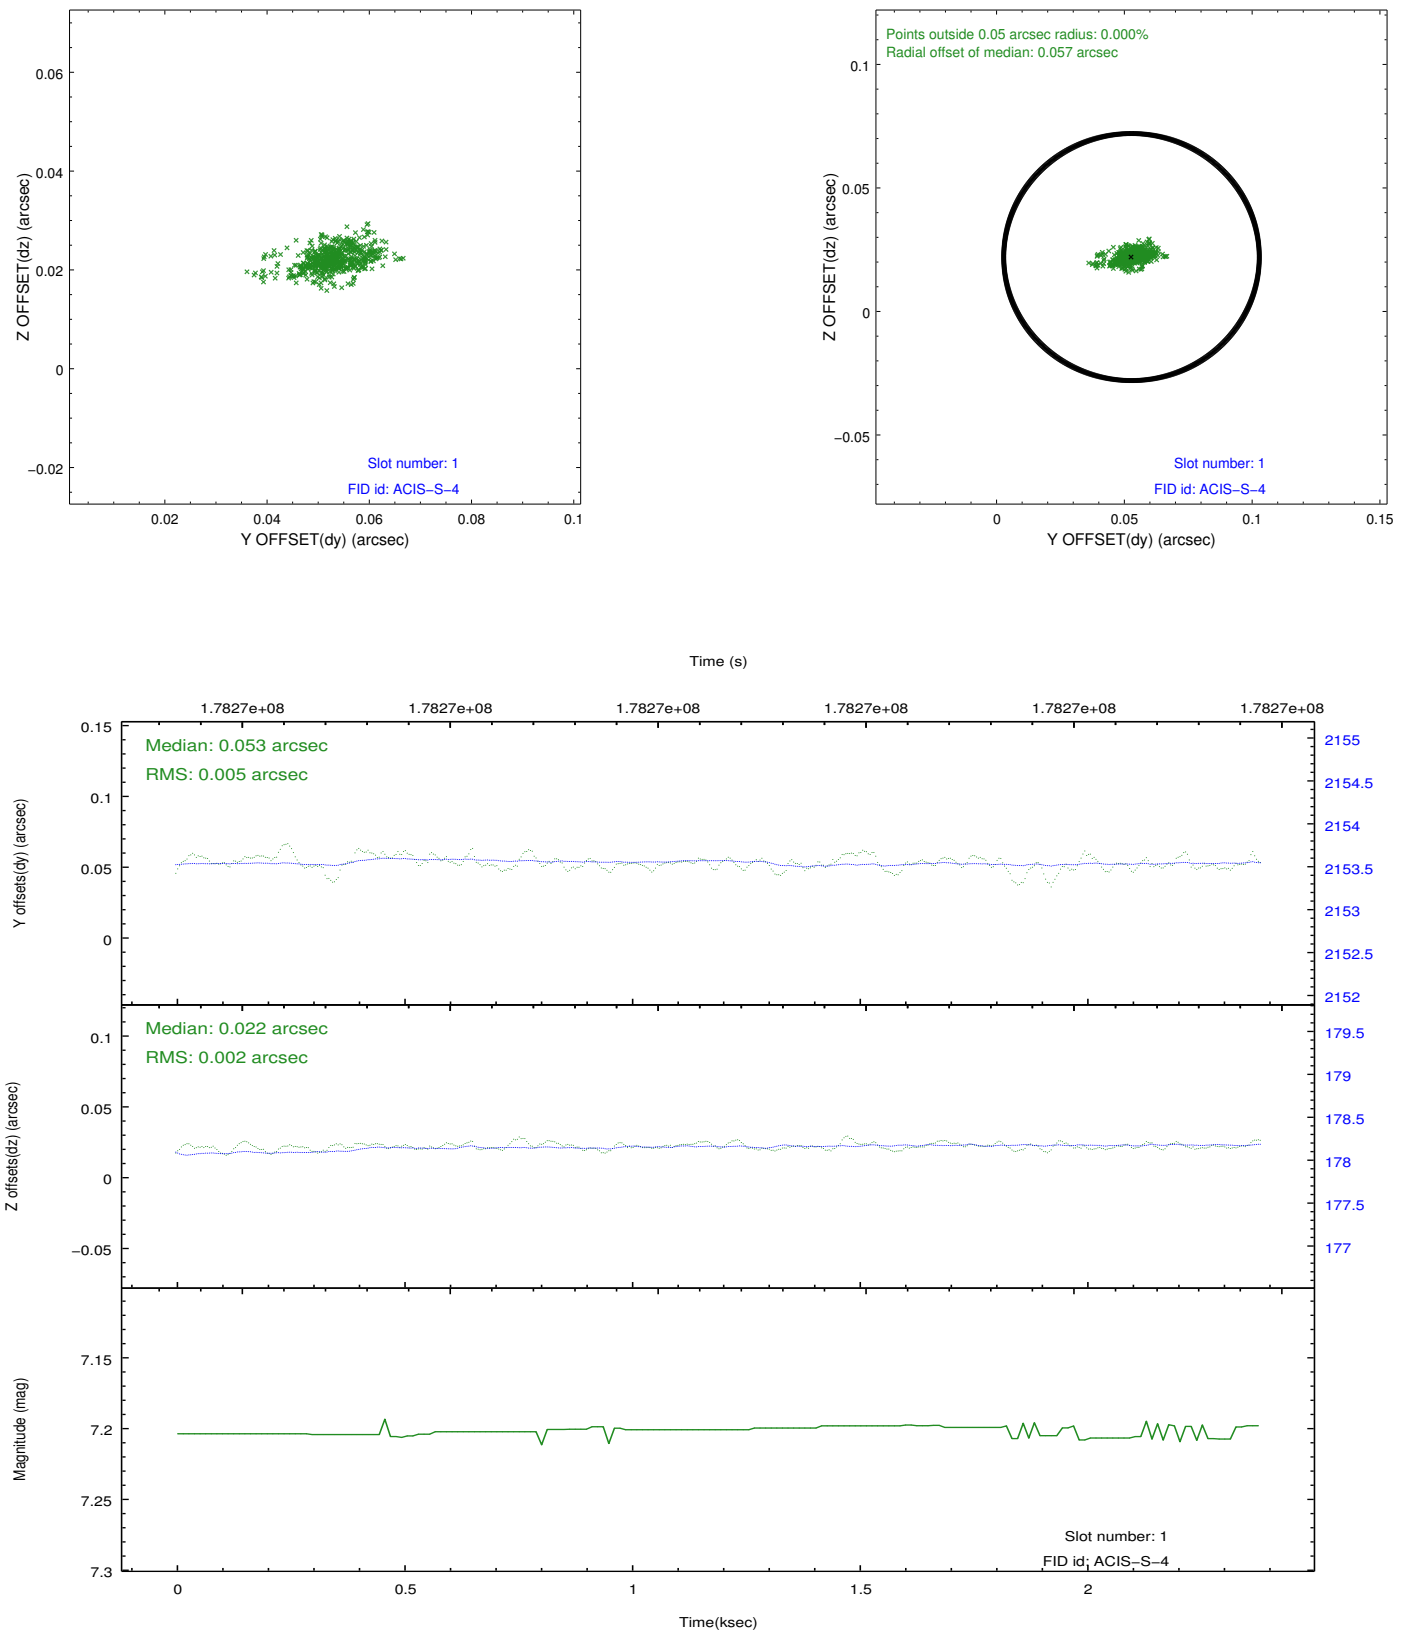 0.06
0.04
0.02
0
−0.02
Z OFFSET(dz) (arcsec)
Slot number: 1
FID id: ACIS−S−4
0.02 0.04 0.06 0.08 0.1
Y OFFSET(dy) (arcsec)
Points outside 0.05 arcsec radius: 0.000%
Radial offset of median: 0.057 arcsec
0.1
0.05
0
−0.05
Z OFFSET(dz) (arcsec)
Slot number: 1
FID id: ACIS−S−4
0 0.05 0.1 0.15
Y OFFSET(dy) (arcsec)
Time (s)
1.7827e+08 1.7827e+08 1.7827e+08 1.7827e+08 1.7827e+08 1.7827e+08
Median: 0.053 arcsec
RMS: 0.005 arcsec
0.15
0.1
0.05
0
Y offsets(dy) (arcsec)
2155
2154.5
2154
2153.5
2153
2152.5
2152
Median: 0.022 arcsec
RMS: 0.002 arcsec
0.1
0.05
0
−0.05
Z offsets(dz) (arcsec)
179.5
179
178.5
178
177.5
177
7.15
7.2
7.25
7.3
Magnitude (mag)
Slot number: 1
FID id: ACIS−S−4
0 0.5 1 1.5 2
Time(ksec)